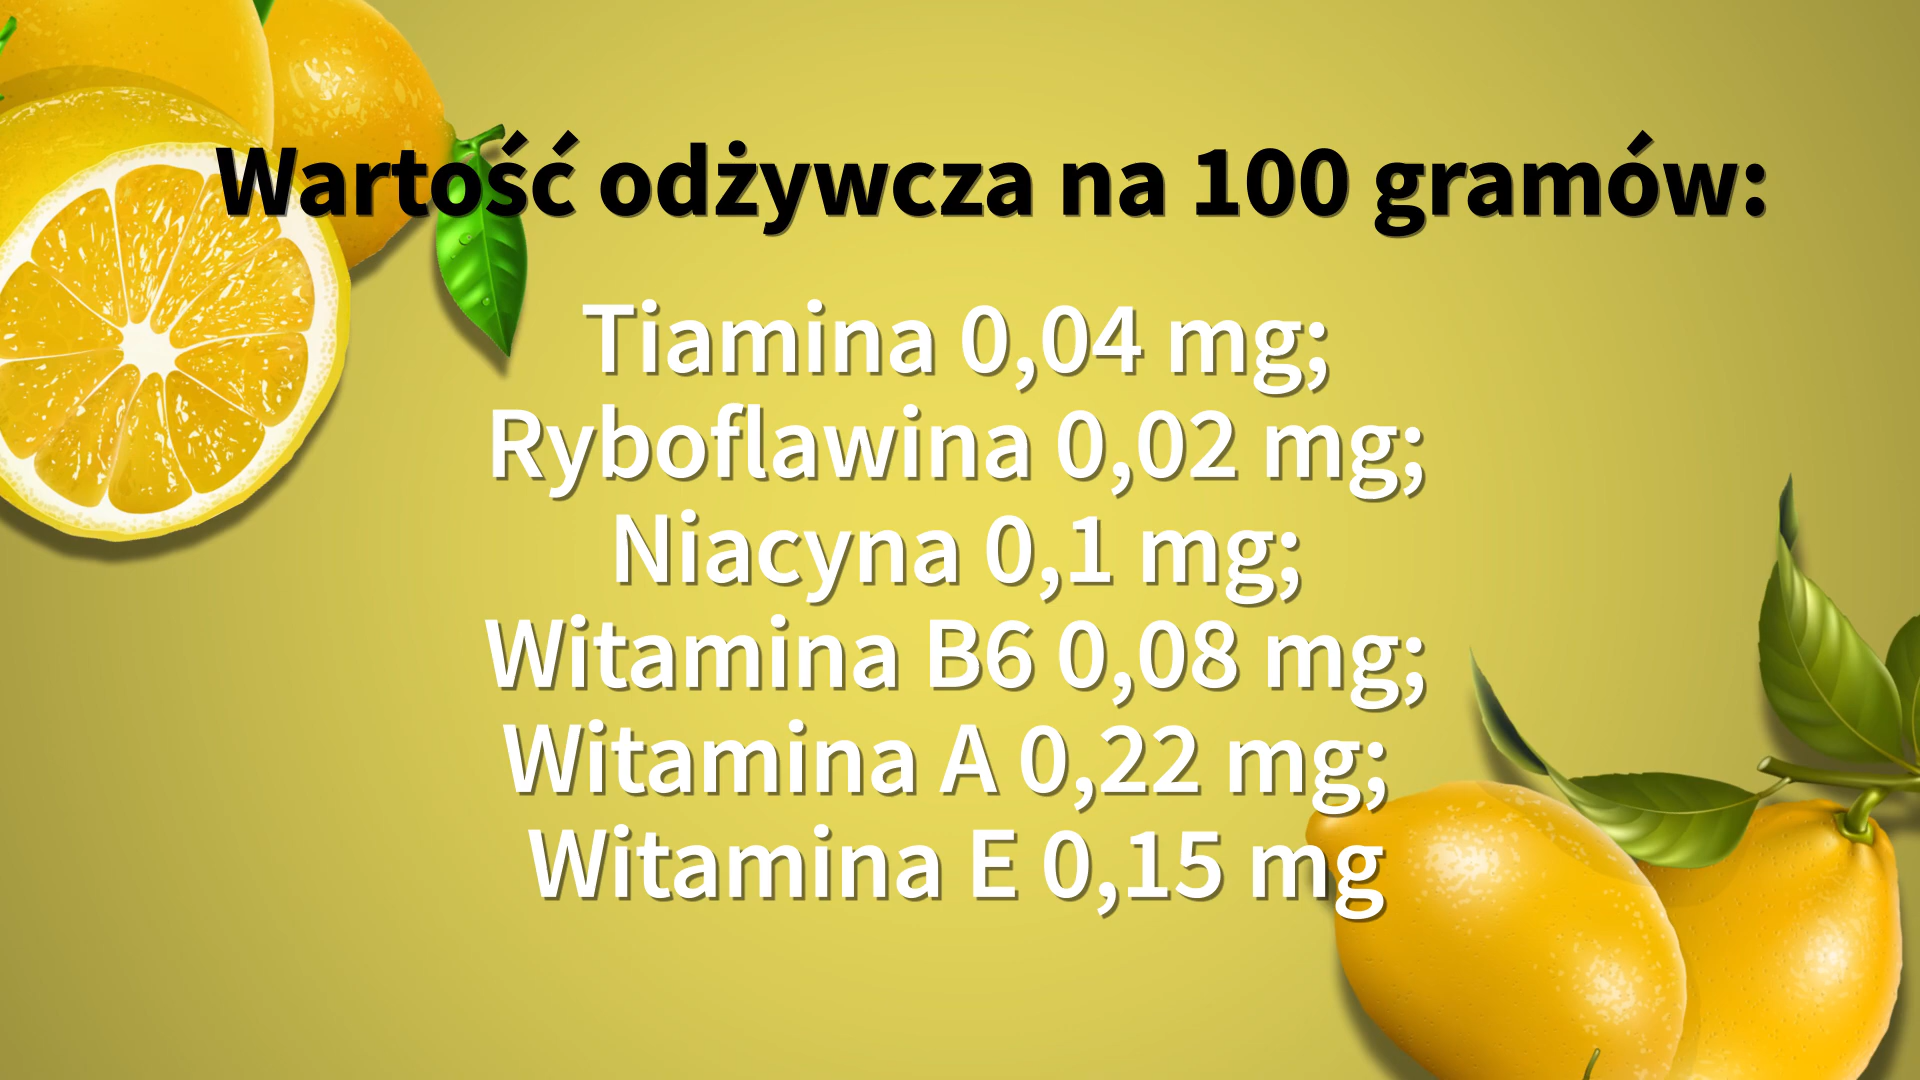 Wartość odżywcza na 100 gramów:
Tiamina 0,04 mg;
Ryboflawina 0,02 mg;
Niacyna 0,1 mg;
Witamina B6 0,08 mg;
Witamina A 0,22 mg;
Witamina E 0,15 mg